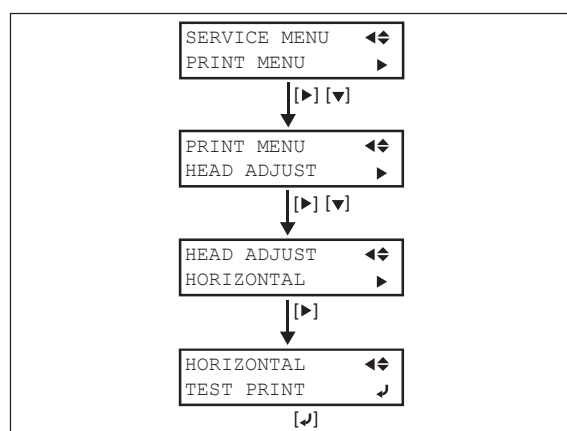 SERVICE MENU ◀◆
PRINT MENU ▶
[▶] [▼]
PRINT MENU ◀◆
HEAD ADJUST ▶
[▶] [▼]
HEAD ADJUST ◀◆
HORIZONTAL ▶
[▶]
HORIZONTAL ◀◆
TEST PRINT ↵
[↵]